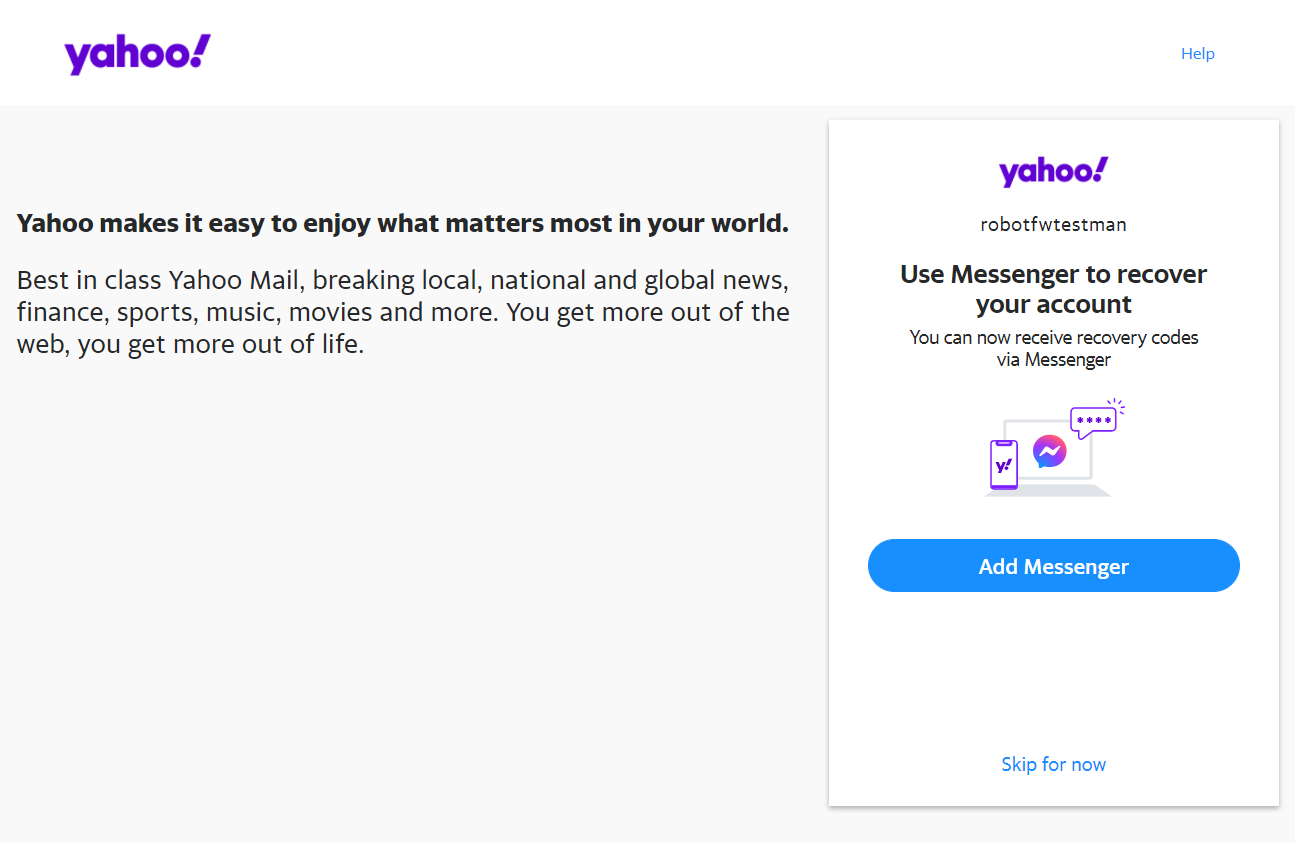 yahoo!
Help
Yahoo makes it easy to enjoy what matters most in your world.
Best in class Yahoo Mail, breaking local, national and global news,
finance, sports, music, movies and more. You get more out of the
web, you get more out of life.
yahoo!
robotfwtestman
Use Messenger to recover
your account
You can now receive recovery codes
via Messenger
****
y!
Add Messenger
Skip for now